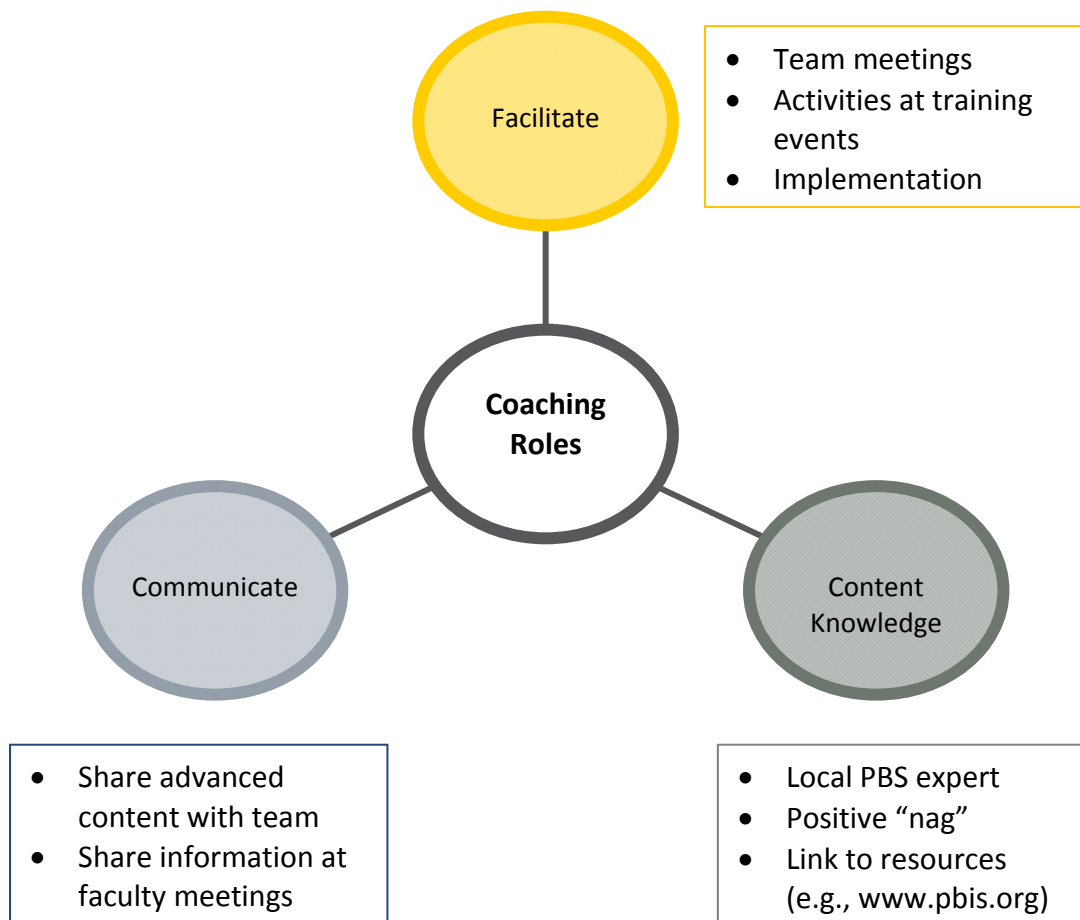 Facilitate
• Team meetings
• Activities at training
events
• Implementation
Coaching
Roles
Communicate
Content
Knowledge
• Share advanced
content with team
• Share information at
faculty meetings
• Local PBS expert
• Positive “nag”
• Link to resources
(e.g., www.pbis.org)